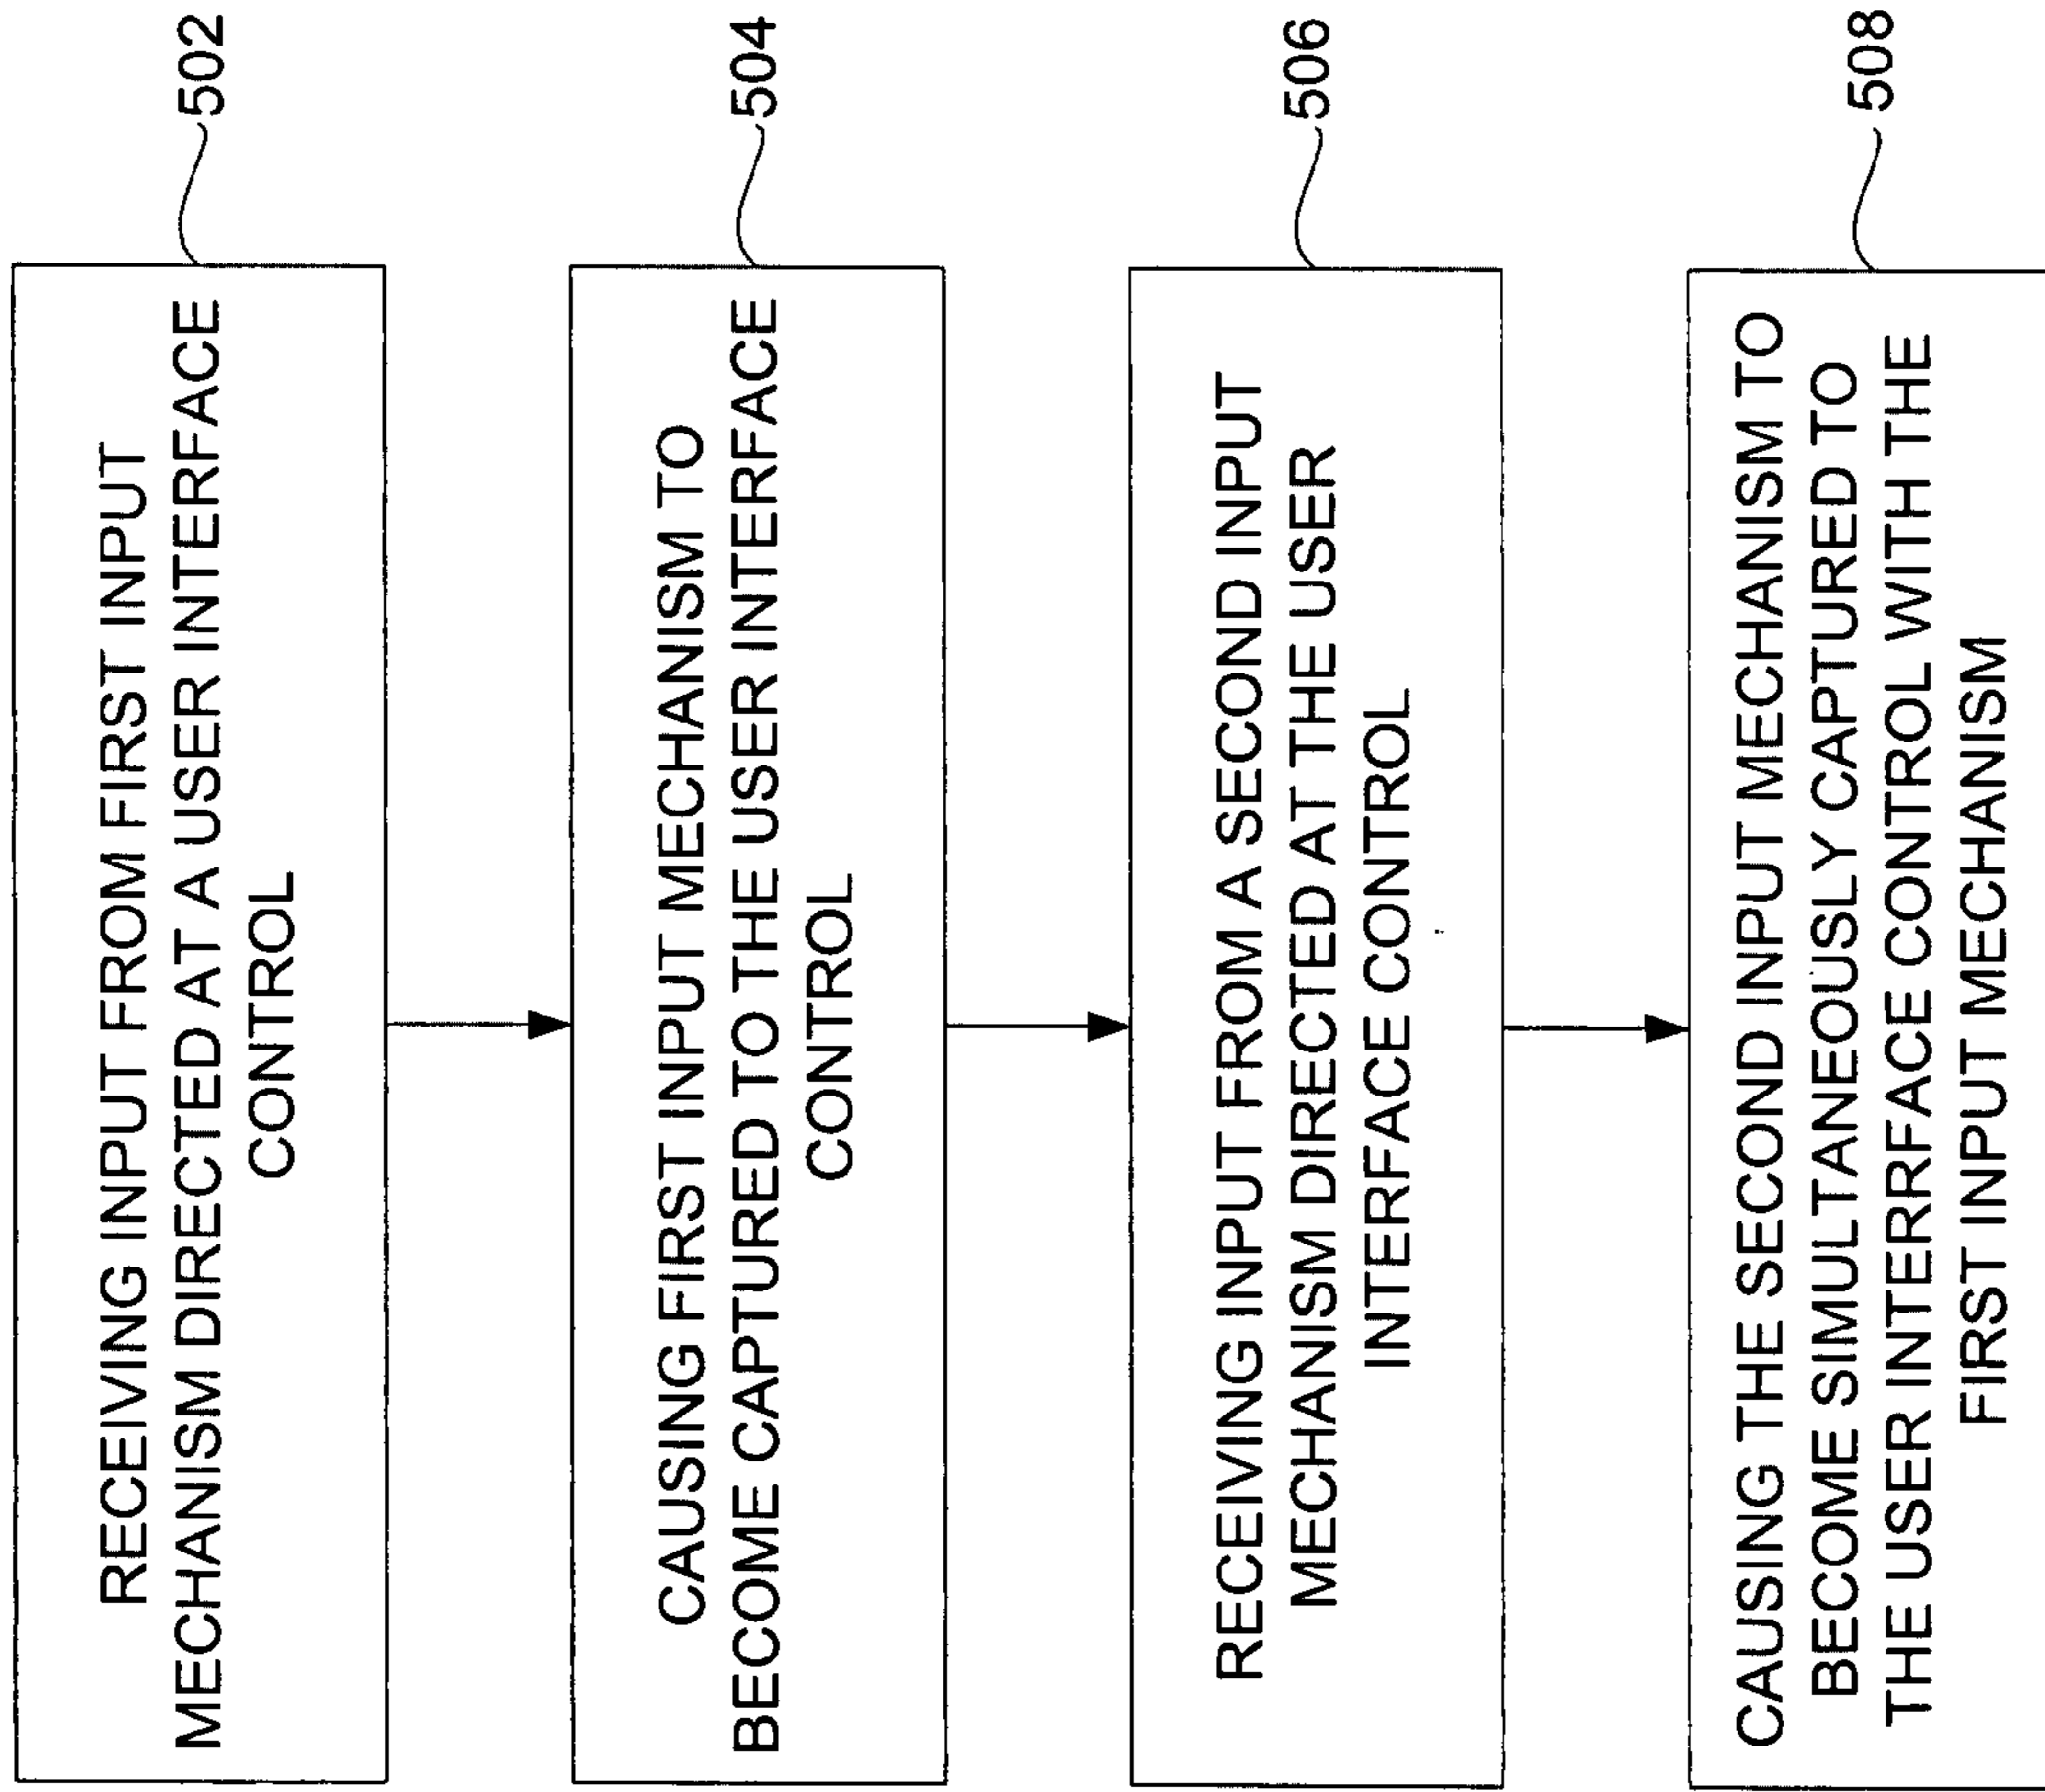 RECEIVING INPUT FROM FIRST INPUT
MECHANISM DIRECTED AT A USER INTERFACE
CONTROL
502
CAUSING FIRST INPUT MECHANISM TO
BECOME CAPTURED TO THE USER INTERFACE
CONTROL
504
RECEIVING INPUT FROM A SECOND INPUT
MECHANISM DIRECTED AT THE USER
INTERFACE CONTROL
506
CAUSING THE SECOND INPUT MECHANISM TO
BECOME SIMULTANEOUSLY CAPTURED TO
THE USER INTERRFACE CONTROL WITH THE
FIRST INPUT MECHANISM
508